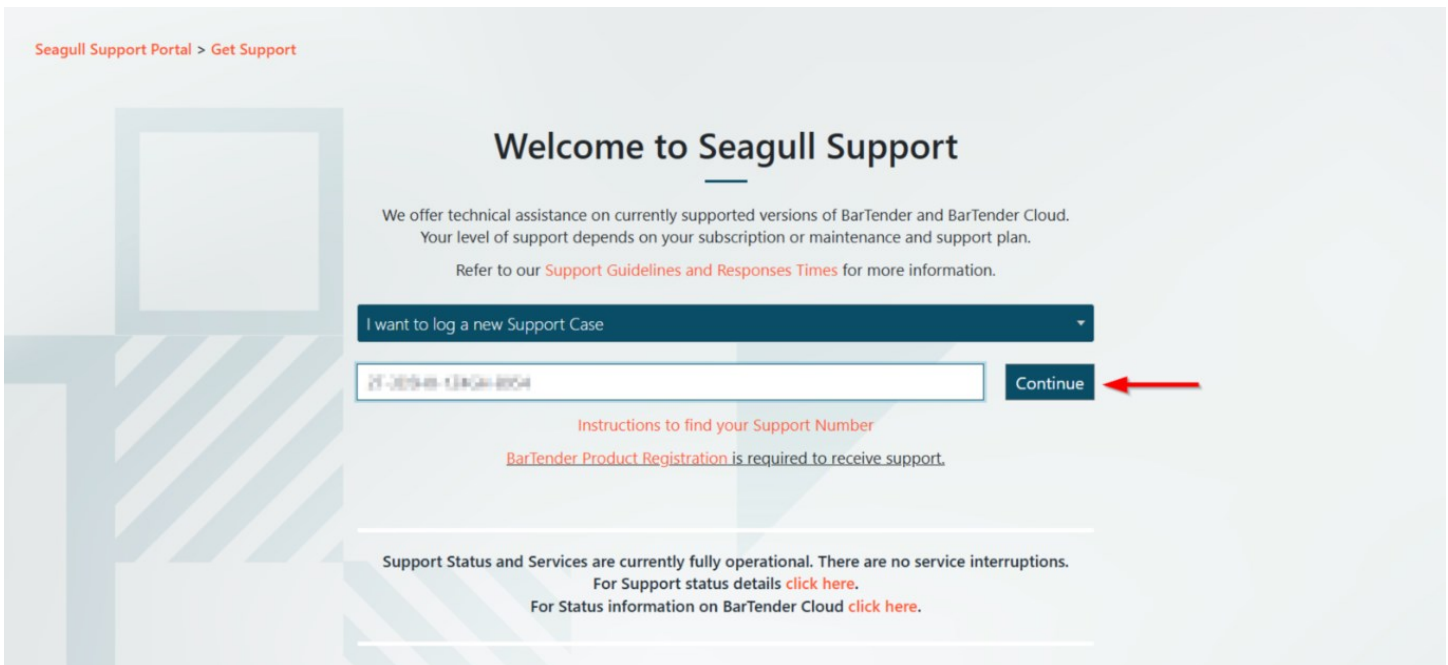 Seagull Support Portal > Get Support
Welcome to Seagull Support
We offer technical assistance on currently supported versions of BarTender and BarTender Cloud.
Your level of support depends on your subscription or maintenance and support plan.
Refer to our Support Guidelines and Responses Times for more information.
I want to log a new Support Case
Continue
Instructions to find your Support Number
BarTender Product Registration is required to receive support.
Support Status and Services are currently fully operational. There are no service interruptions.
For Support status details click here.
For Status information on BarTender Cloud click here.